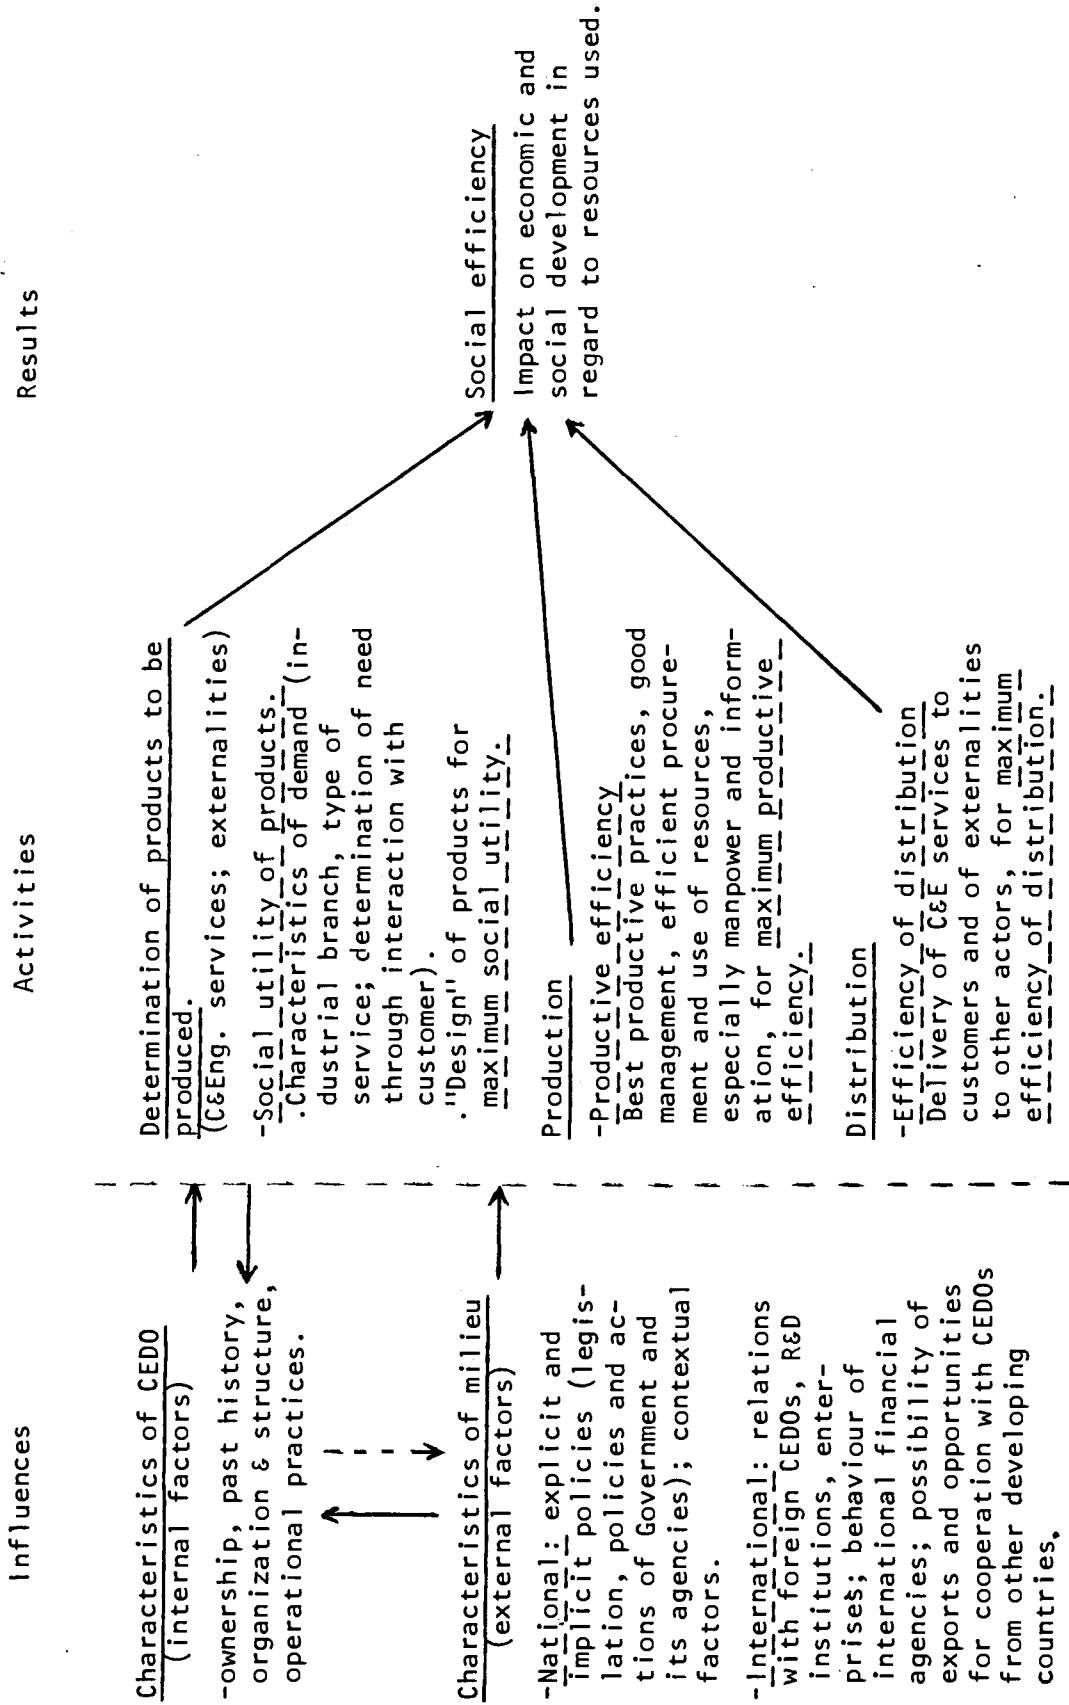 Influences
Characteristics of CEDO
(internal factors)
-ownership, past history,
organization & structure,
operational practices.
Characteristics of milieu
(external factors)
-National: explicit and
implicit policies (legis-
lation, policies and ac-
tions of Government and
its agencies); contextual
factors.
-International: relations
with foreign CEDOs, R&D
institutions, enter-
prises; behaviour of
international financial
agencies; possibility of
exports and opportunities
for cooperation with CEDOs
from other developing
countries.
Activities
Determination of products to be
produced.
(C&Eng. services; externalities)
-Social utility of products.
.Characteristics of demand (in-
dustrial branch, type of
service; determination of need
through interaction with
customer).
."Design" of products for
maximum social utility.
Production
-Productive efficiency
Best productive practices, good
management, efficient procure-
ment and use of resources,
especially manpower and inform-
ation, for maximum productive
efficiency.
Distribution
-Efficiency of distribution
Delivery of C&E services to
customers and of externalities
to other actors, for maximum
efficiency of distribution.
Results
Social efficiency
Impact on economic and
social development in
regard to resources used.